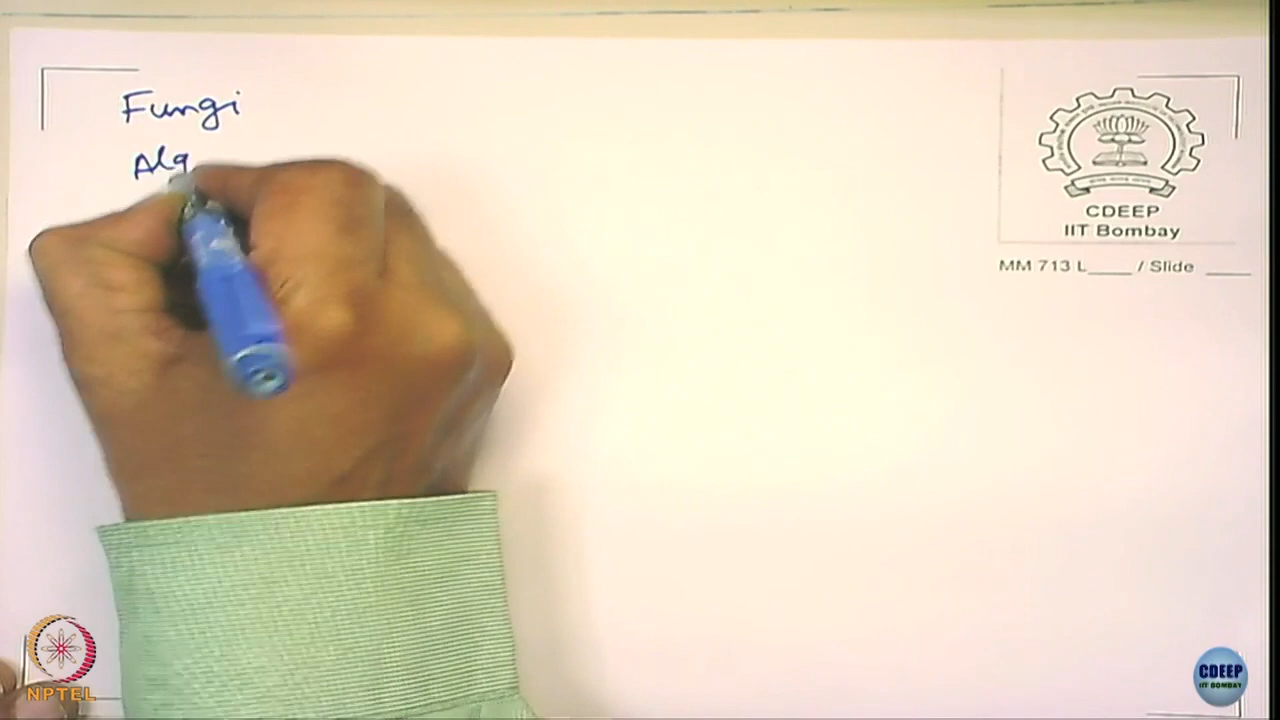 Fungi
Alg
CDEEP
IIT Bombay
MM 713 L____ / Slide ____
NPTEL
CDEEP
IIT BOMBAY